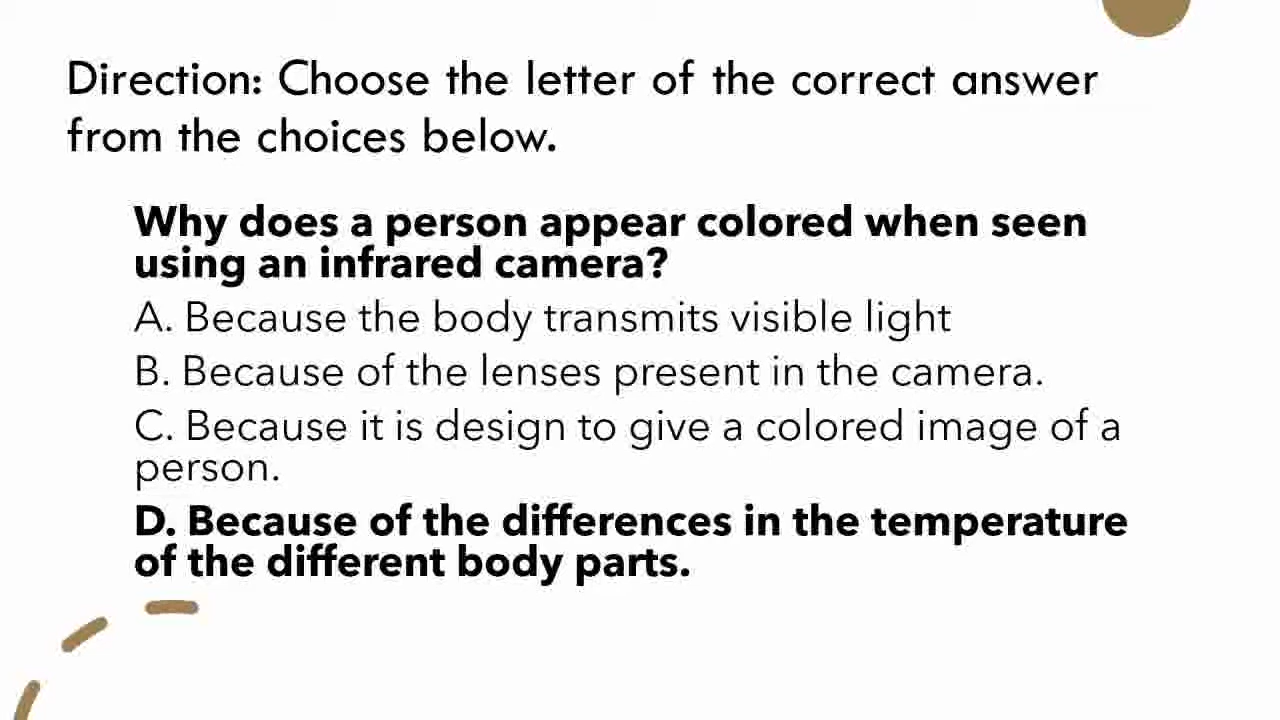 Direction: Choose the letter of the correct answer
from the choices below.
Why does a person appear colored when seen
using an infrared camera?
A. Because the body transmits visible light
B. Because of the lenses present in the camera.
C. Because it is design to give a colored image of a
person.
D. Because of the differences in the temperature
of the different body parts.